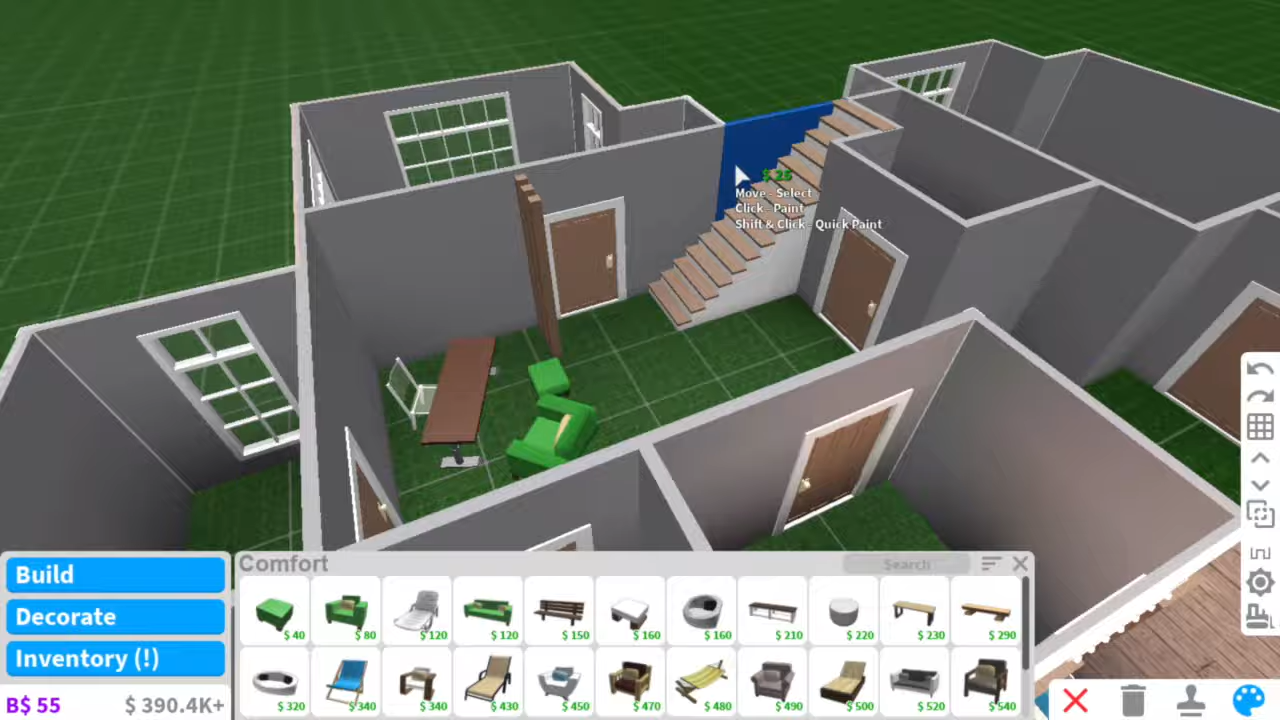 $ 25
Move - Select
Click - Paint
Shift & Click - Quick Paint
Build
Decorate
Inventory (!)
B$ 55
$ 390.4K+
Comfort
Search
$ 40
$ 80
$ 120
$ 120
$ 150
$ 160
$ 160
$ 210
$ 220
$ 230
$ 290
$ 320
$ 340
$ 340
$ 430
$ 450
$ 470
$ 480
$ 490
$ 500
$ 520
$ 540